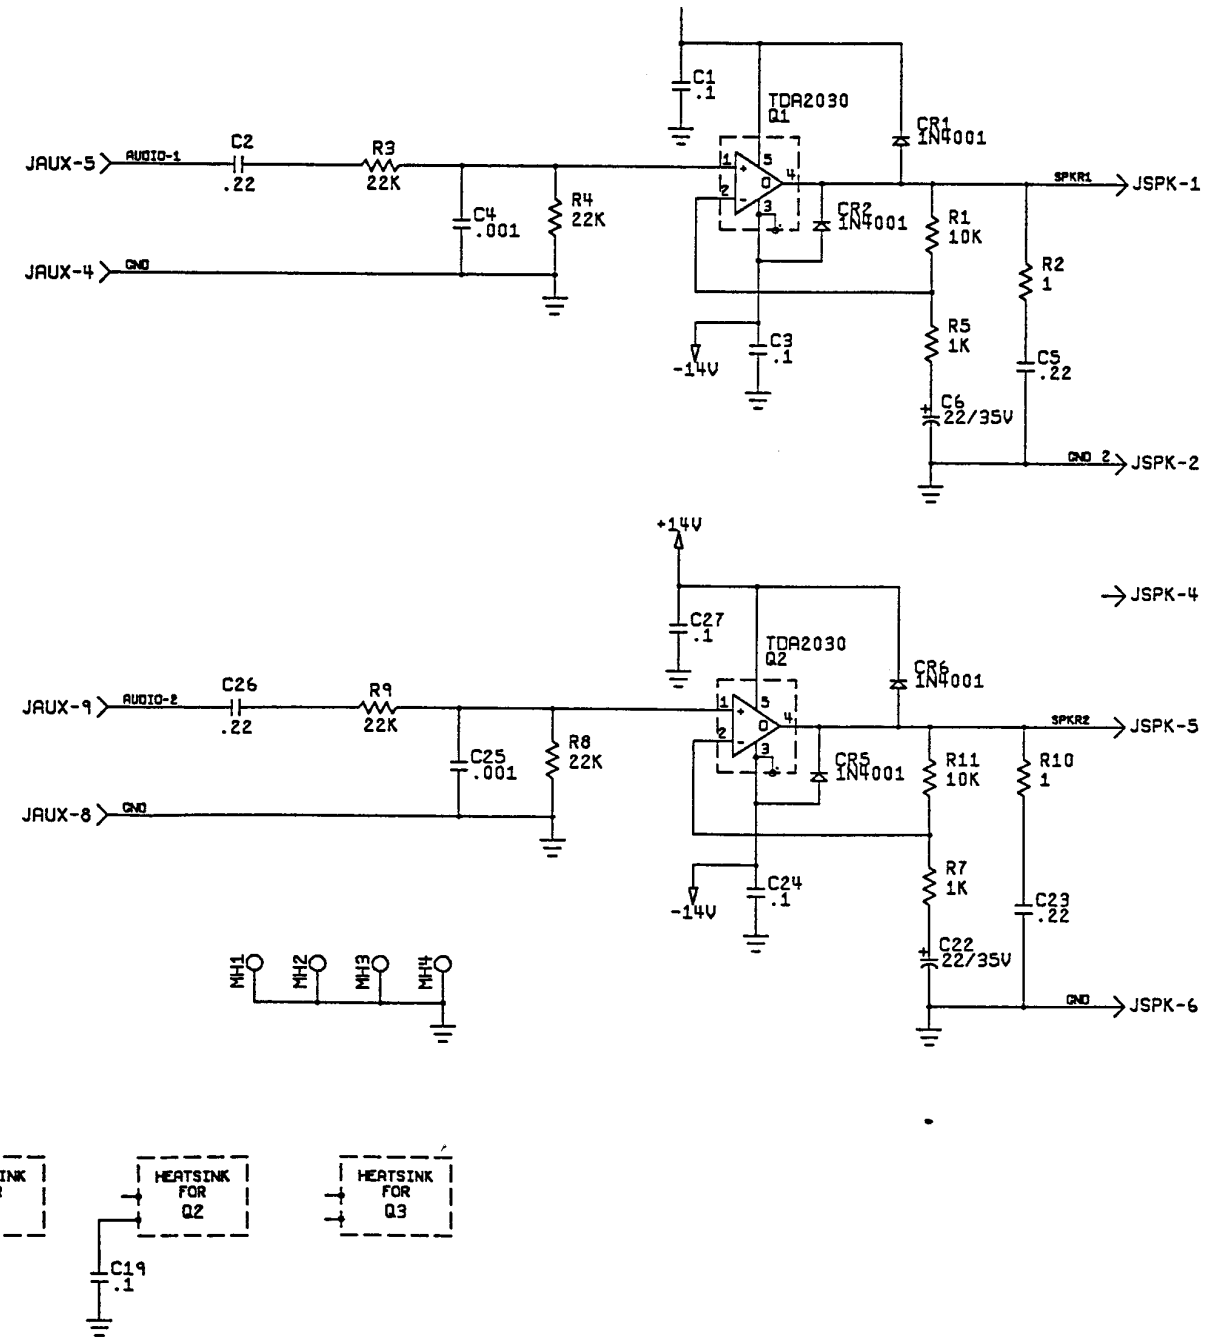 C1
.1
TDA2030
Q1
CR1
1N4001
JAUX-5
AUDIO-1
C2
.22
R3
22K
1
5
+
O
4
2
-
3
SPKR1
JSPK-1
C4
.001
R4
22K
CR2
1N4001
R1
10K
JAUX-4
GND
R2
1
R5
1K
C3
.1
-14V
C5
.22
C6
+
22/35V
GND 2
JSPK-2
+14V
JSPK-4
C27
.1
TDA2030
Q2
CR6
1N4001
JAUX-9
AUDIO-2
C26
.22
R9
22K
1
5
+
O
4
2
-
3
SPKR2
JSPK-5
C25
.001
R8
22K
CR5
1N4001
R11
10K
R10
1
JAUX-8
GND
R7
1K
C24
.1
-14V
C23
.22
C22
+
22/35V
MH1
MH2
MH3
MH4
GND
JSPK-6
INK
HEATSINK
FOR
Q2
HEATSINK
FOR
Q3
C19
.1